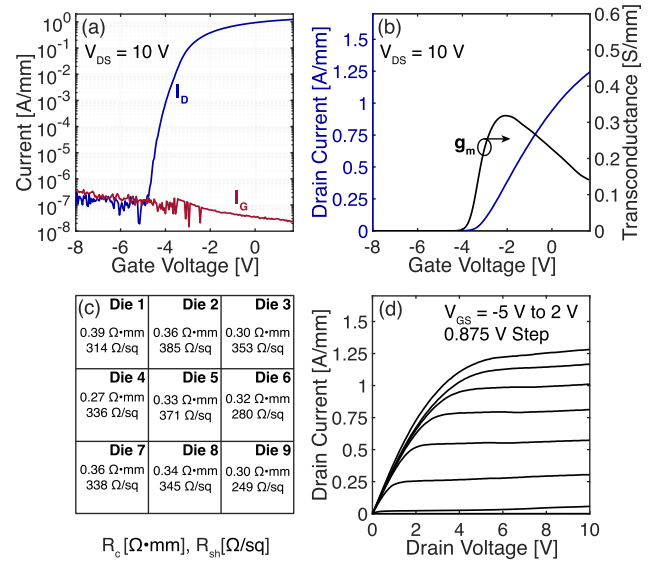 (a)
V_DS = 10 V
I_D
I_G
Current [A/mm]
10^0
10^-1
10^-2
10^-3
10^-4
10^-5
10^-6
10^-7
10^-8
-8 -6 -4 -2 0
Gate Voltage [V]
(b)
V_DS = 10 V
g_m
Drain Current [A/mm]
1.5
1.25
1
0.75
0.5
0.25
0
Transconductance [S/mm]
0.6
0.5
0.4
0.3
0.2
0.1
0
-8 -6 -4 -2 0
Gate Voltage [V]
(c)
Die 1 Die 2 Die 3
0.39 Ω•mm 0.36 Ω•mm 0.30 Ω•mm
314 Ω/sq 385 Ω/sq 353 Ω/sq
Die 4 Die 5 Die 6
0.27 Ω•mm 0.33 Ω•mm 0.32 Ω•mm
336 Ω/sq 371 Ω/sq 280 Ω/sq
Die 7 Die 8 Die 9
0.36 Ω•mm 0.34 Ω•mm 0.30 Ω•mm
338 Ω/sq 345 Ω/sq 249 Ω/sq
R_c [Ω•mm], R_sh[Ω/sq]
(d)
V_GS = -5 V to 2 V
0.875 V Step
Drain Current [A/mm]
1.5
1.25
1
0.75
0.5
0.25
0
0 2 4 6 8 10
Drain Voltage [V]